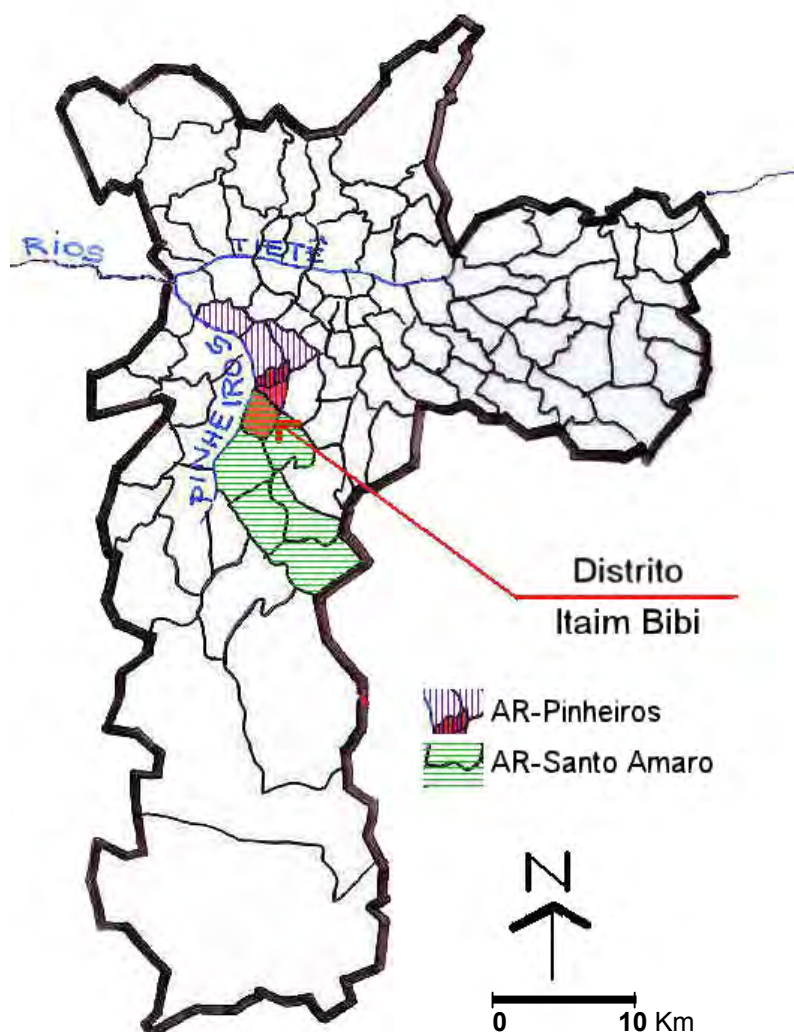 RIOS
TIETÊ
PINHEIROS
Distrito
Itaim Bibi
AR-Pinheiros
AR-Santo Amaro
N
0 10 Km